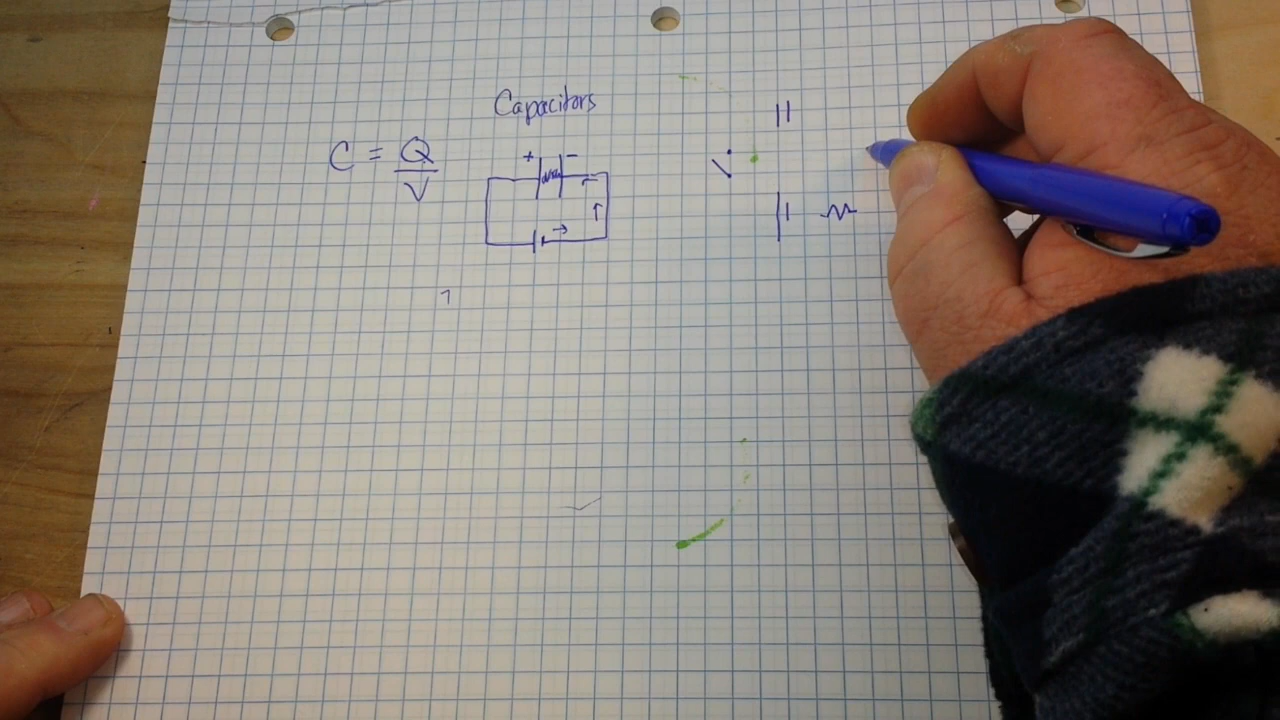 Capacitors
C = Q/V
+ −